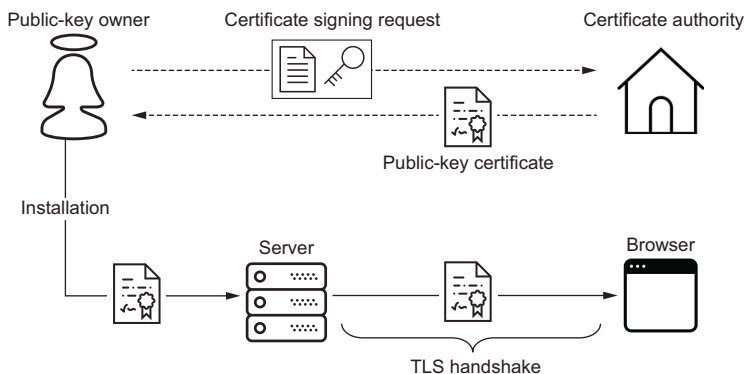 Public-key owner
Certificate signing request
Certificate authority
Public-key certificate
Installation
Server
Browser
TLS handshake